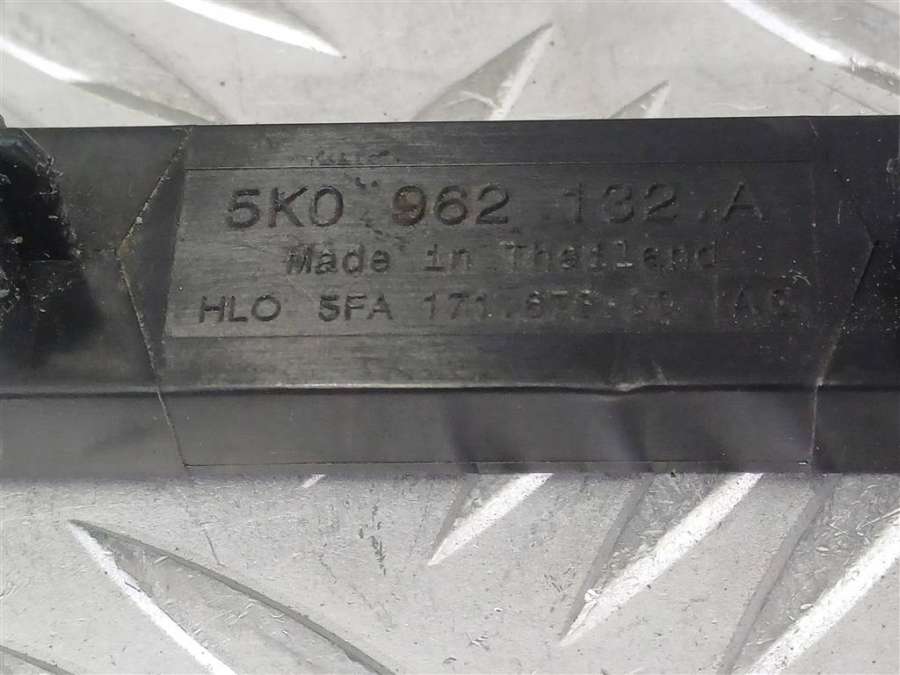 5K0 962 132 A
Made in Thailand
HLO 5FA 171